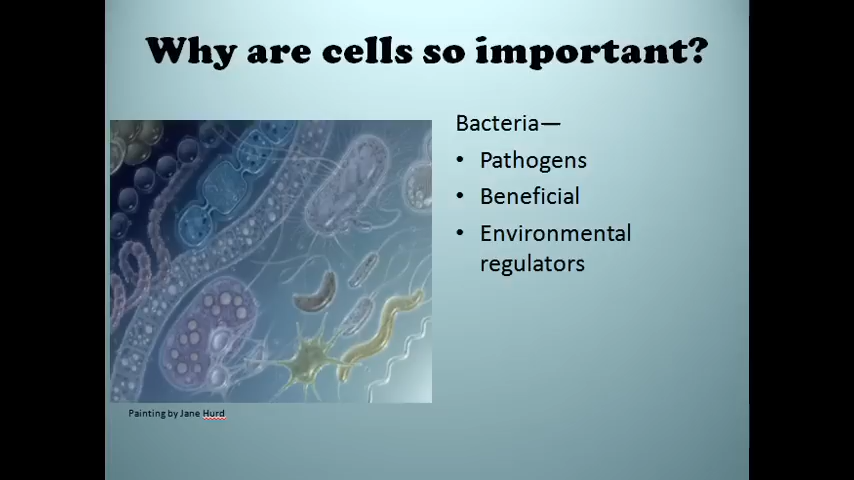 Why are cells so important?
Bacteria—
• Pathogens
• Beneficial
• Environmental
regulators
Painting by Jane Hurd